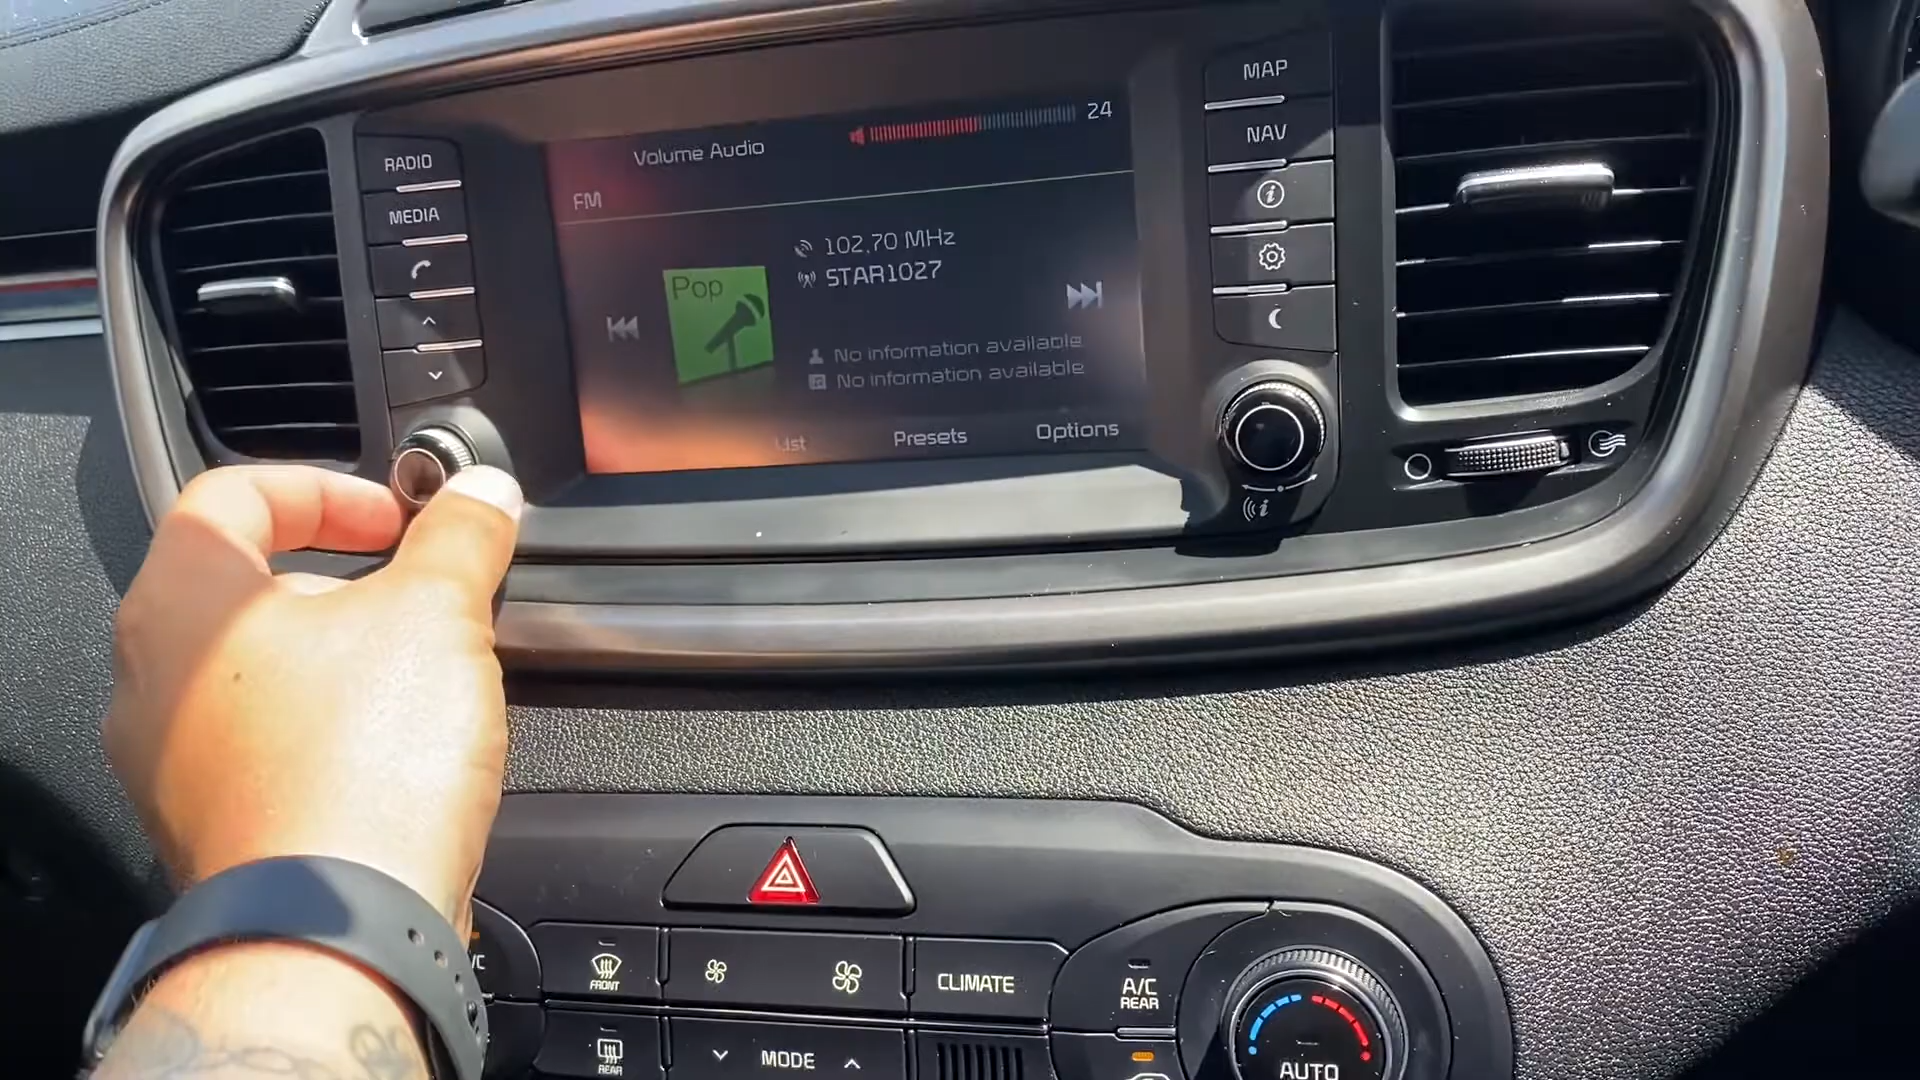 RADIO
MEDIA
Volume Audio
24
FM
102.70 MHz
STAR1027
Pop
No information available
No information available
List
Presets
Options
MAP
NAV
FRONT
CLIMATE
A/C
REAR
REAR
MODE
AUTO